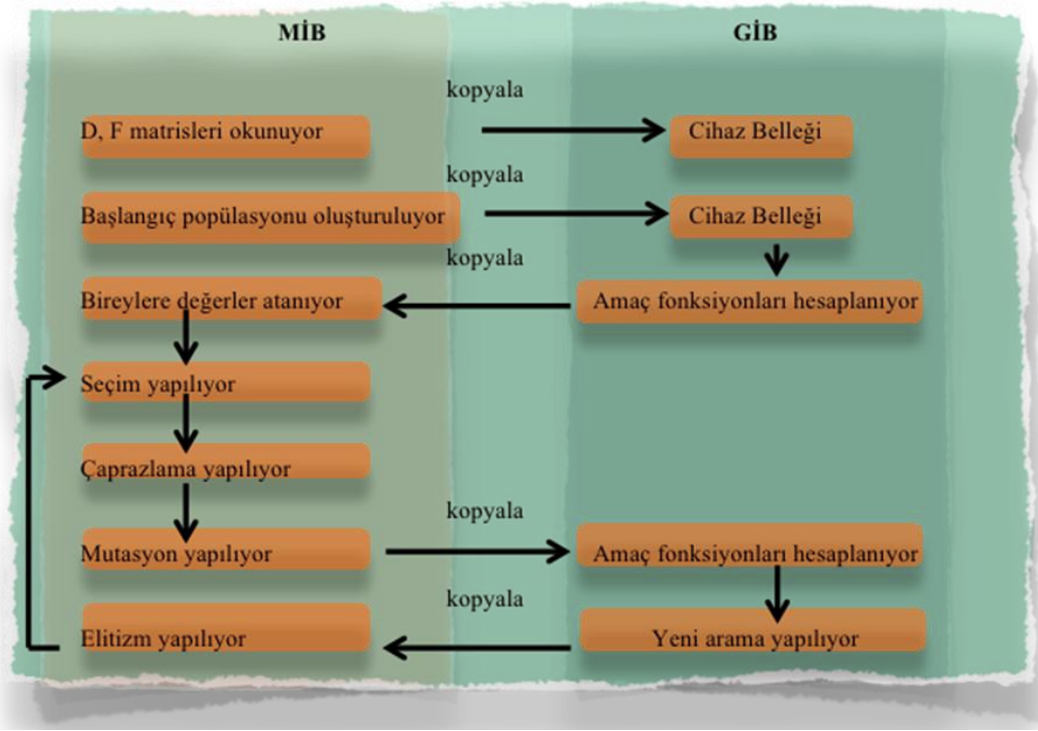 MİB GİB
kopyala
D, F matrisleri okunuyor Cihaz Belleği
kopyala
Başlangıç popülasyonu oluşturuluyor Cihaz Belleği
kopyala
Bireylere değerler atanıyor Amaç fonksiyonları hesaplanıyor
Seçim yapılıyor
Çaprazlama yapılıyor
kopyala
Mutasyon yapılıyor Amaç fonksiyonları hesaplanıyor
kopyala
Elitizm yapılıyor Yeni arama yapılıyor